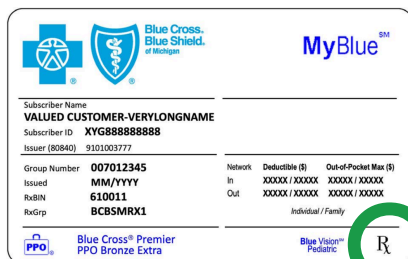 Blue Cross®
Blue Shield®
of Michigan
MyBlue℠
® ®
Subscriber Name
VALUED CUSTOMER-VERYLONGNAME
Subscriber ID XYG888888888
Issuer (80840) 9101003777
Group Number 007012345
Issued MM/YYYY
RxBIN 610011
RxGrp BCBSMRX1
Network Deductible ($) Out-of-Pocket Max ($)
In XXXXX / XXXXX XXXXX / XXXXX
Out XXXXX / XXXXX XXXXX / XXXXX
Individual / Family
PPO® Blue Cross® Premier
PPO Bronze Extra
Blue Vision℠
Pediatric
Rx